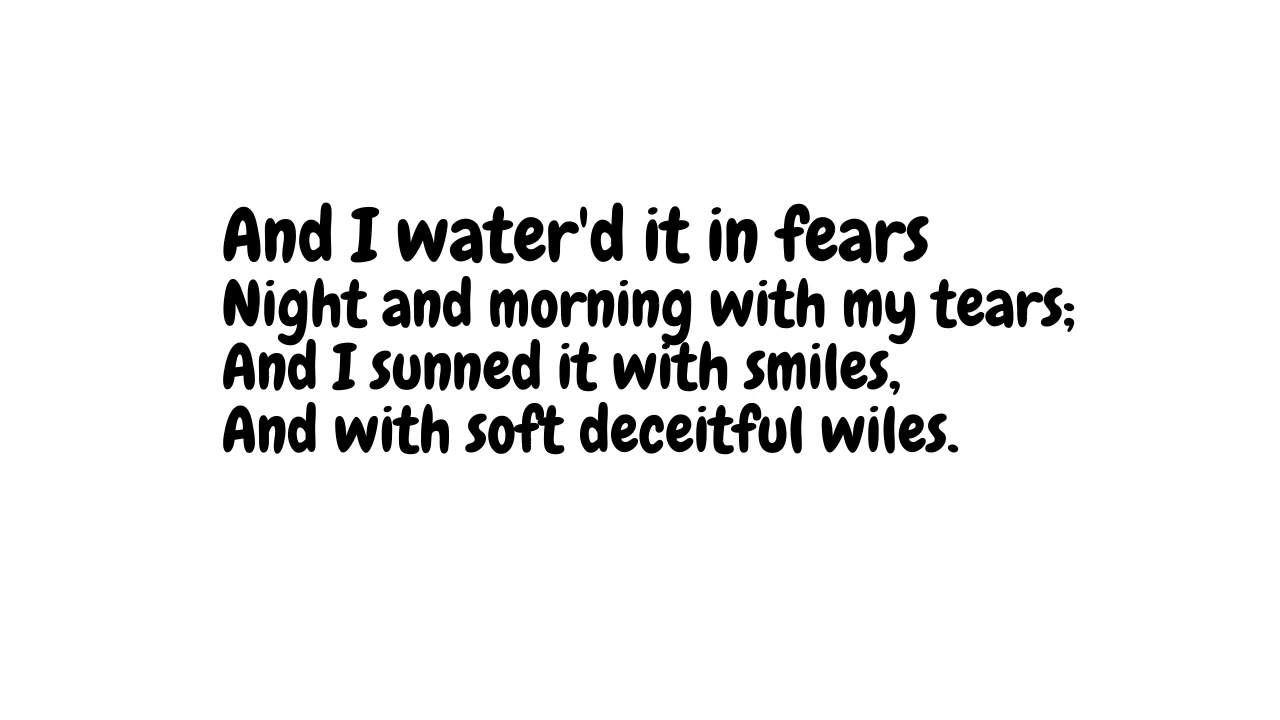 And I water'd it in fears
Night and morning with my tears;
And I sunned it with smiles,
And with soft deceitful wiles.